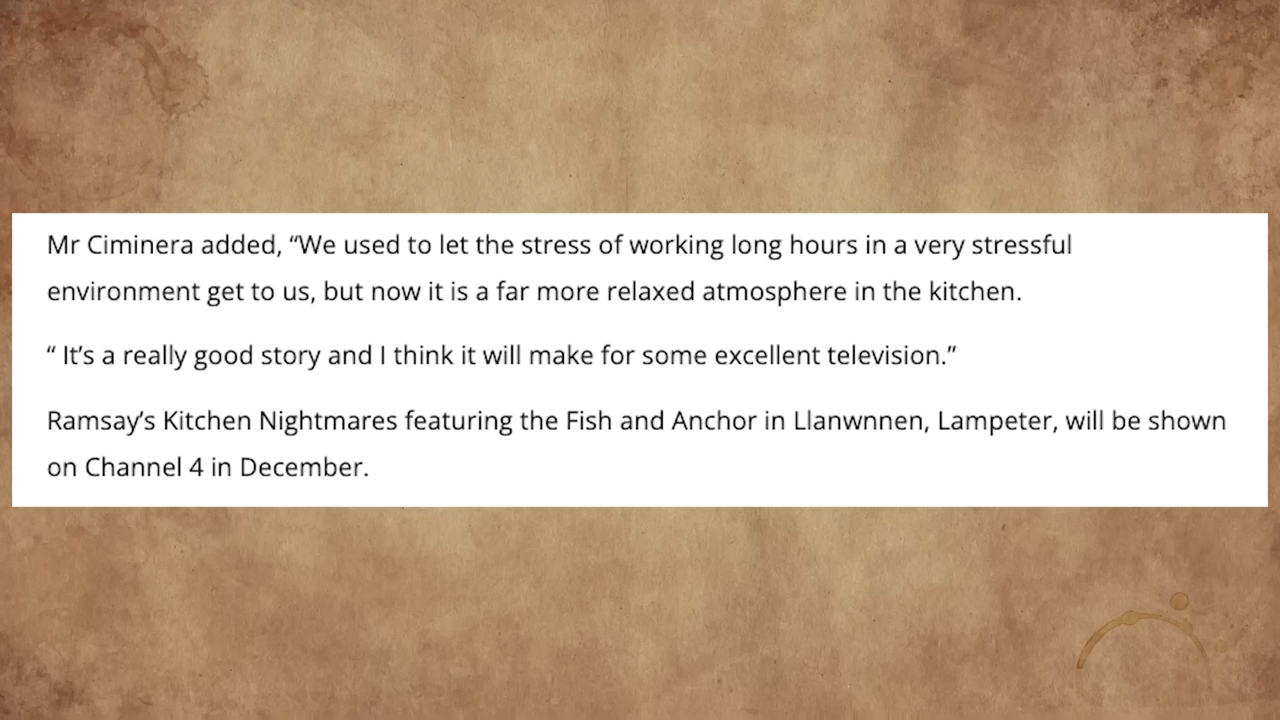 Mr Ciminera added, “We used to let the stress of working long hours in a very stressful
environment get to us, but now it is a far more relaxed atmosphere in the kitchen.
“ It’s a really good story and I think it will make for some excellent television.”
Ramsay’s Kitchen Nightmares featuring the Fish and Anchor in Llanwnnen, Lampeter, will be shown
on Channel 4 in December.